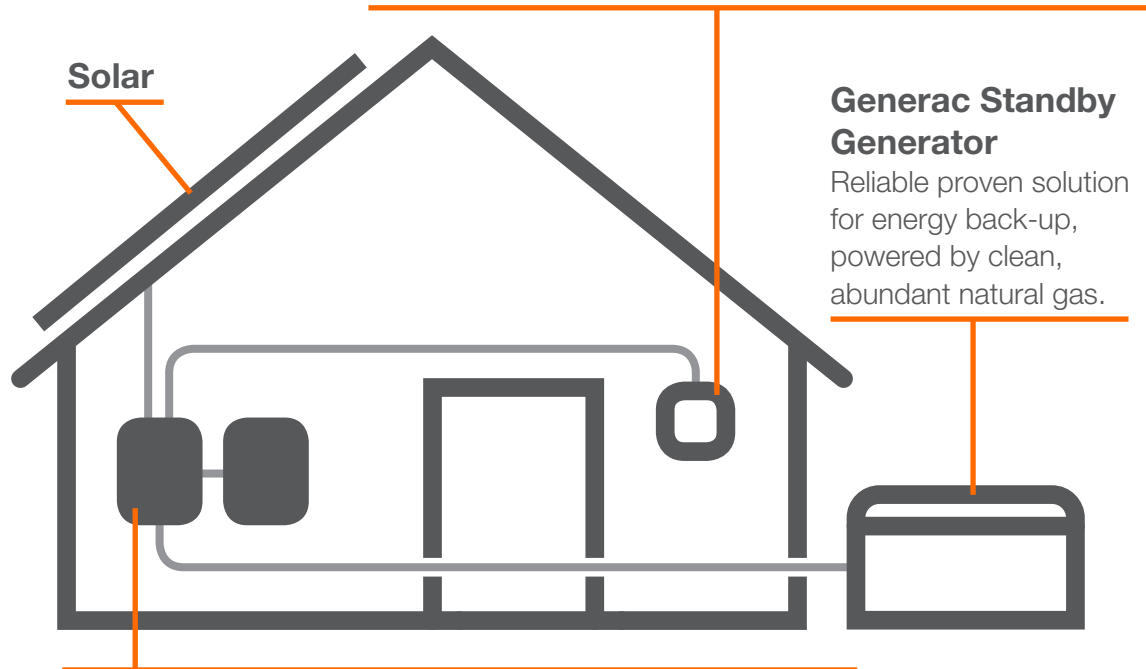 Solar
Generac Standby
Generator
Reliable proven solution
for energy back-up,
powered by clean,
abundant natural gas.